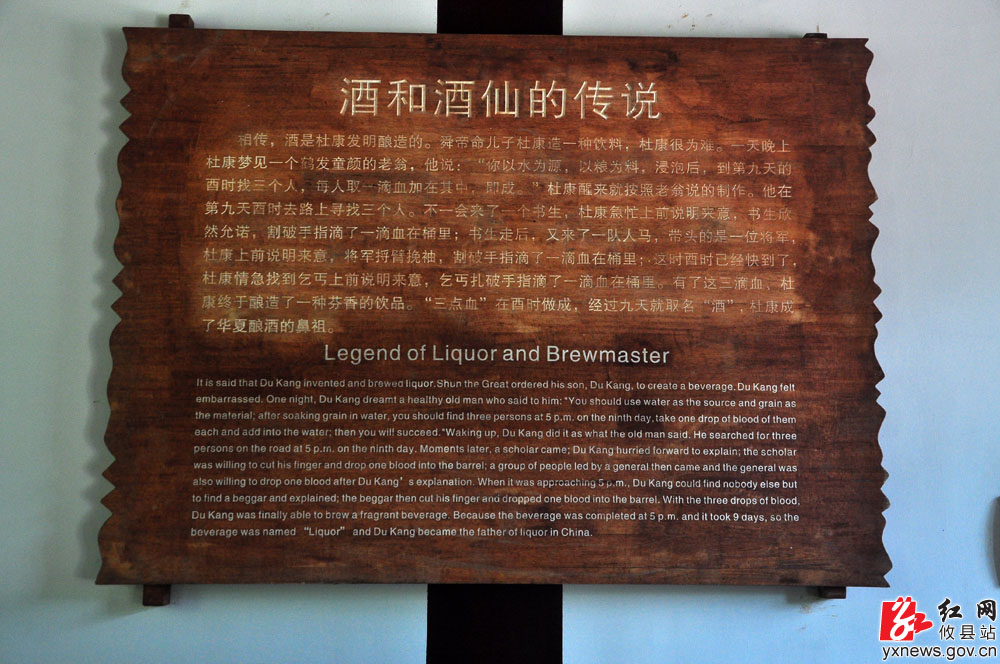 酒和酒仙的传说
相传，酒是杜康发明酿造的。舜帝命儿子杜康造一种饮料，杜康很为难。一天晚上
杜康梦见一个鹤发童颜的老翁，他说：“你以水为源，以粮为料，浸泡后，到第九天的
酉时找三个人，每人取一滴血加在其中，即成。”杜康醒来就按照老翁说的制作。他在
第九天酉时去路上寻找三个人。不一会来了一个书生，杜康急忙上前说明来意，书生欣
然允诺，割破手指滴了一滴血在桶里；书生走后，又来了一队人马，带头的是一位将军，
杜康上前说明来意，将军捋臂挽袖，割破手指滴了一滴血在桶里；这时酉时已经快到了，
杜康情急找到乞丐上前说明来意，乞丐扎破手指滴了一滴血在桶里。有了这三滴血、杜
康终于酿造了一种芬香的饮品。“三点血”在酉时做成，经过九天就取名“酒”，杜康成
了华夏酿酒的鼻祖。
Legend of Liquor and Brewmaster
It is said that Du Kang invented and brewed liquor. Shun the Great ordered his son, Du Kang, to create a beverage. Du Kang felt
embarrassed. One night, Du Kang dreamt a healthy old man who said to him: "You should use water as the source and grain as
the material; after soaking grain in water, you should find three persons at 5 p.m. on the ninth day, take one drop of blood of them
each and add into the water; then you will succeed."Waking up, Du Kang did it as what the old man said. He searched for three
persons on the road at 5 p.m. on the ninth day. Moments later, a scholar came; Du Kang hurried forward to explain; the scholar
was willing to cut his finger and drop one blood into the barrel; a group of people led by a general then came and the general was
also willing to drop one blood after Du Kang’s explanation. When it was approaching 5 p.m., Du Kang could find nobody else but
to find a beggar and explained; the beggar then cut his finger and dropped one blood into the barrel. With the three drops of blood,
Du Kang was finally able to brew a fragrant beverage. Because the beverage was completed at 5 p.m. and it took 9 days, so the
beverage was named “Liquor” and Du Kang became the father of liquor in China.
红网
攸县站
yxnews.gov.cn